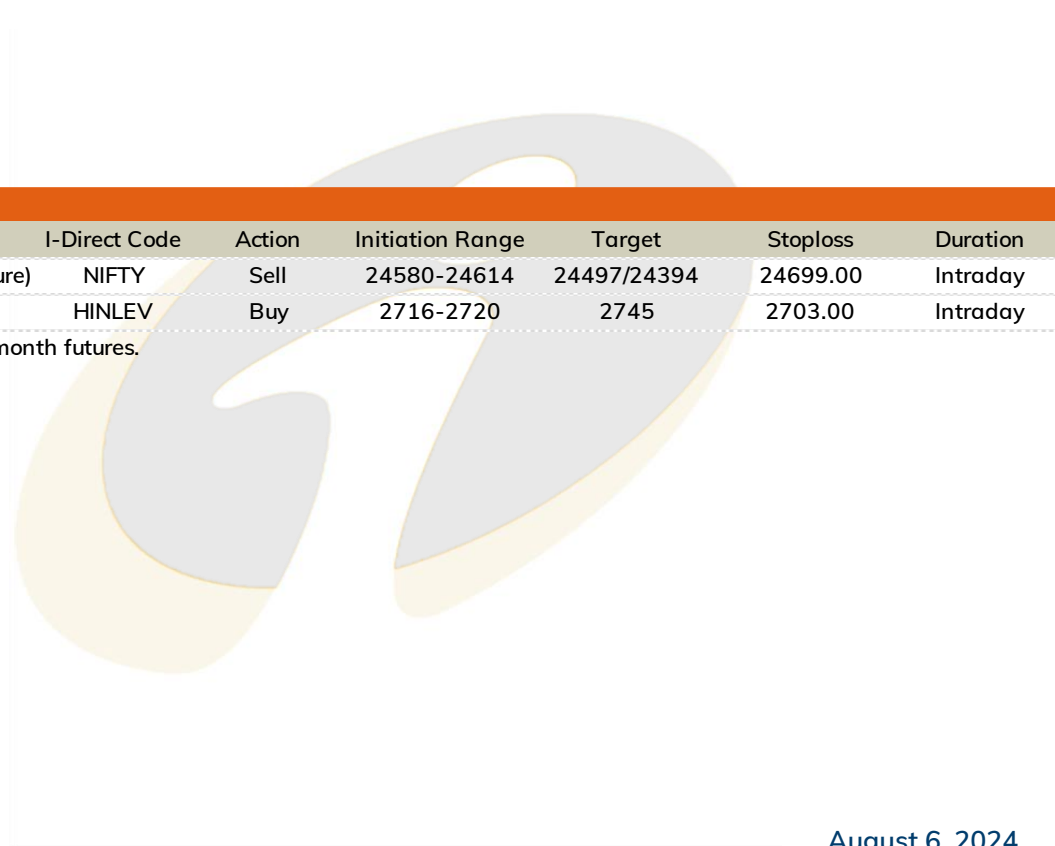 I-Direct Code Action Initiation Range Target Stoploss Duration
ure) NIFTY Sell 24580-24614 24497/24394 24699.00 Intraday
HINLEV Buy 2716-2720 2745 2703.00 Intraday
month futures.
August 6, 2024